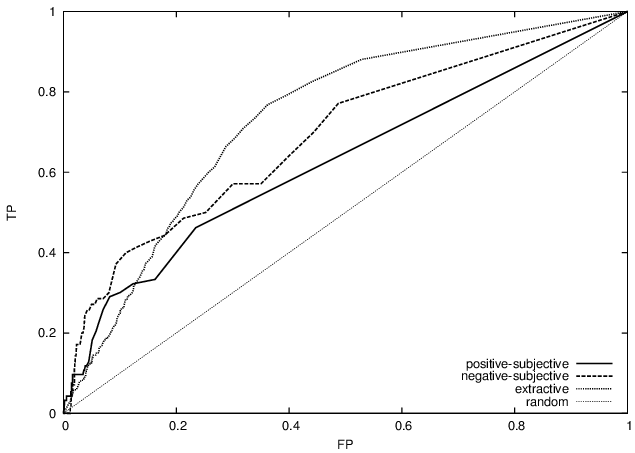 1
0.8
0.6
0.4
0.2
0
TP
positive-subjective
negative-subjective
extractive
random
0 0.2 0.4 0.6 0.8 1
FP